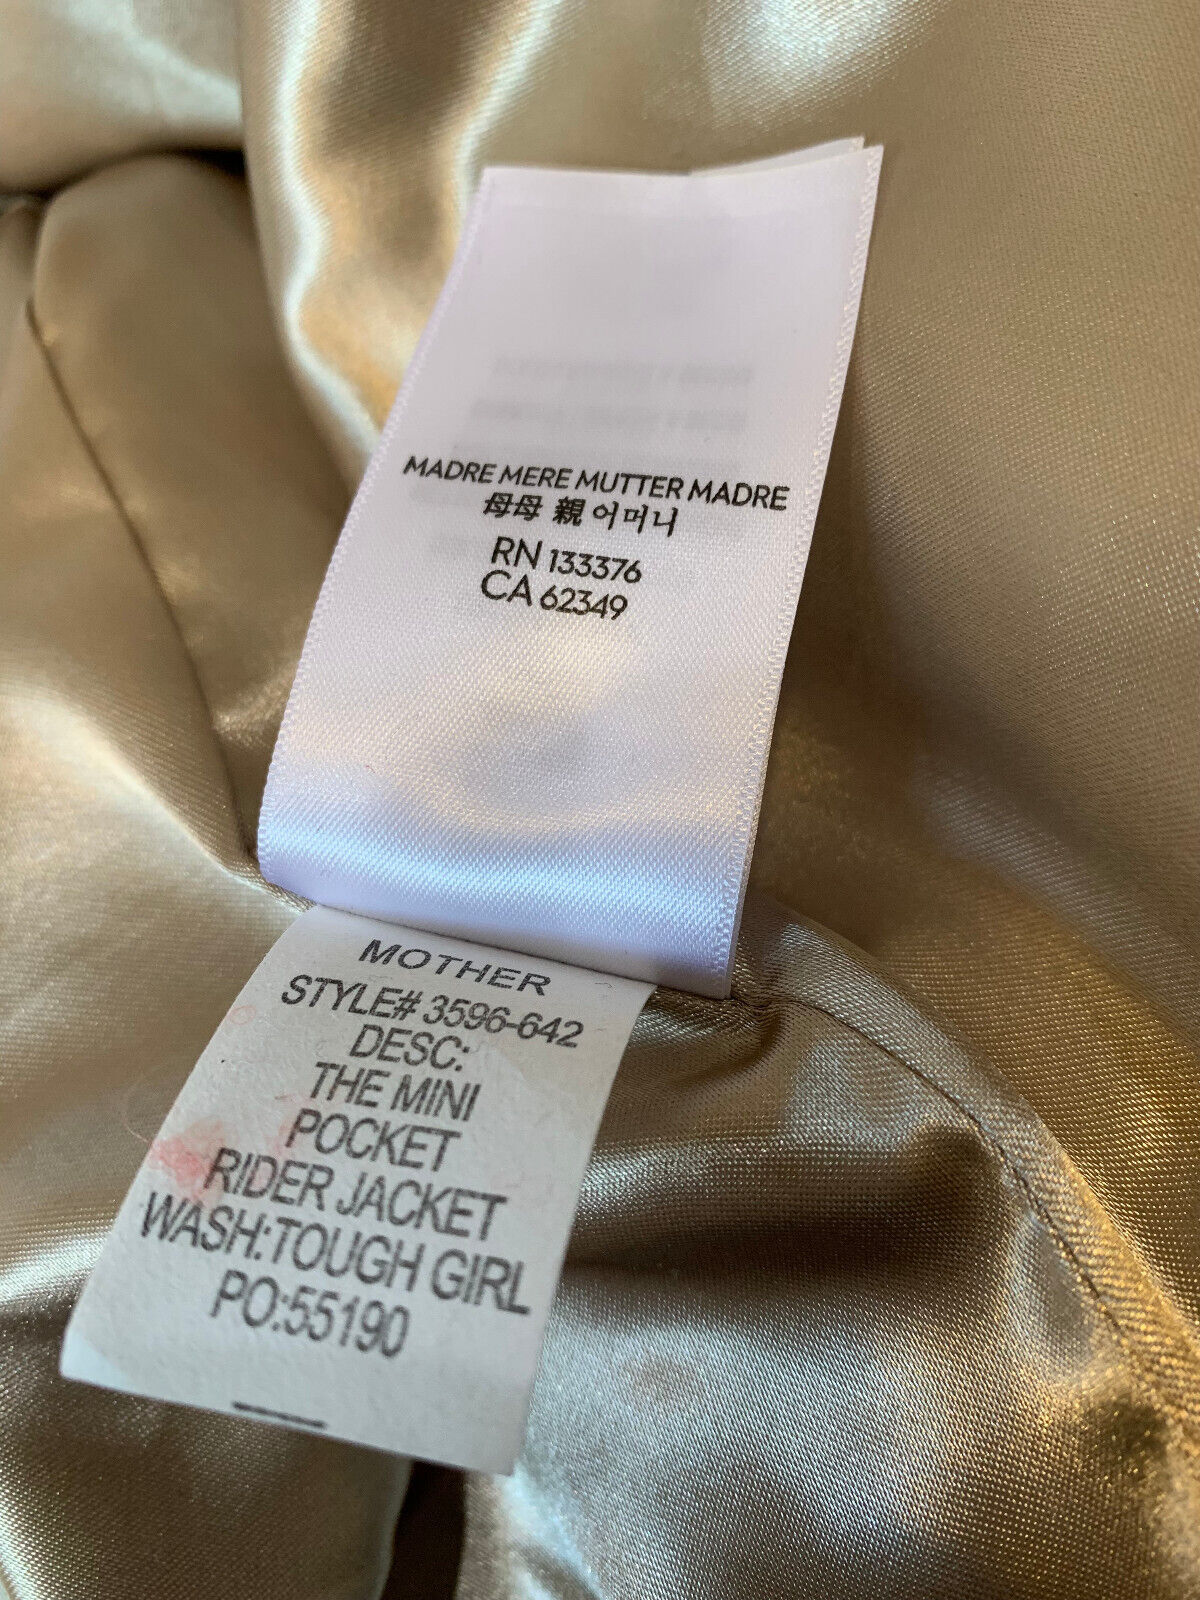 MADRE MERE MUTTER MADRE
母母 親 어머니
RN 133376
CA 62349
MOTHER
STYLE# 3596-642
DESC:
THE MINI
POCKET
RIDER JACKET
WASH:TOUGH GIRL
PO:55190